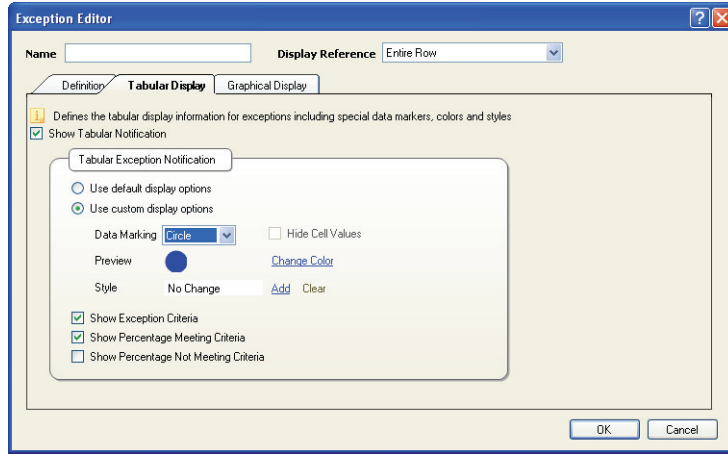 Exception Editor
Name Display Reference Entire Row
Definition Tabular Display Graphical Display
Defines the tabular display information for exceptions including special data markers, colors and styles
Show Tabular Notification
Tabular Exception Notification
Use default display options
Use custom display options
Data Marking Circle Hide Cell Values
Preview Change Color
Style No Change Add Clear
Show Exception Criteria
Show Percentage Meeting Criteria
Show Percentage Not Meeting Criteria
OK Cancel